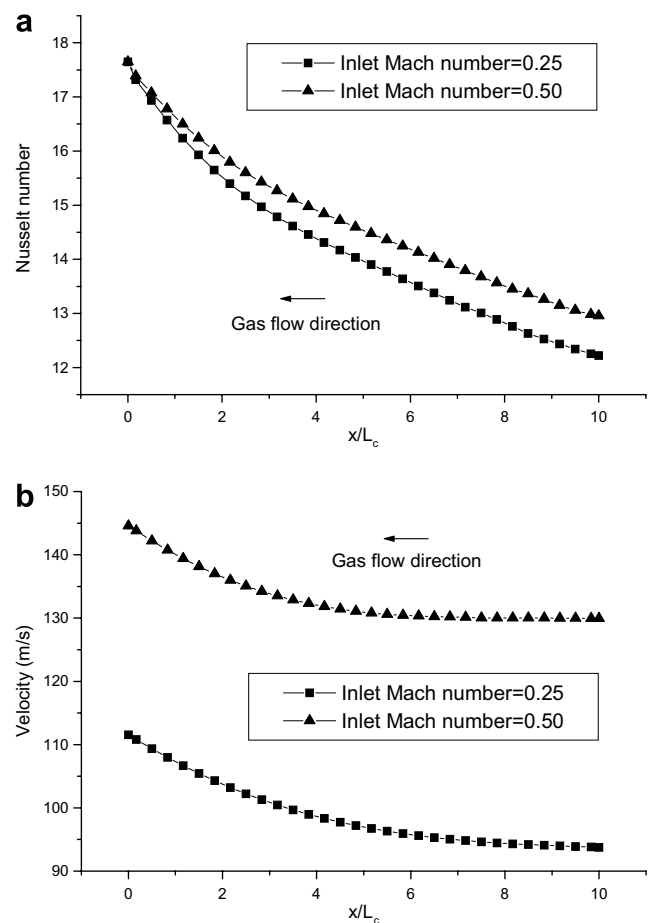 a
18
17
16
15
14
13
12
Nusselt number
Inlet Mach number=0.25
Inlet Mach number=0.50
Gas flow direction
0 2 4 6 8 10
x/Lc
b
150
140
130
120
110
100
90
Velocity (m/s)
Gas flow direction
Inlet Mach number=0.25
Inlet Mach number=0.50
0 2 4 6 8 10
x/Lc